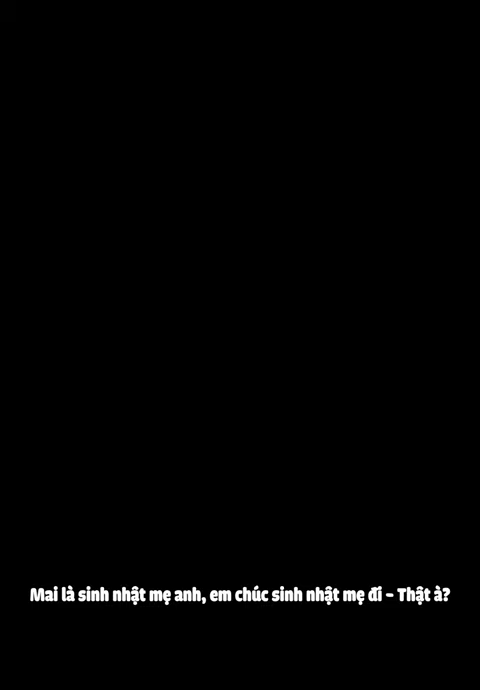 Mai là sinh nhật mẹ anh, em chúc sinh nhật mẹ đi - Thật à?